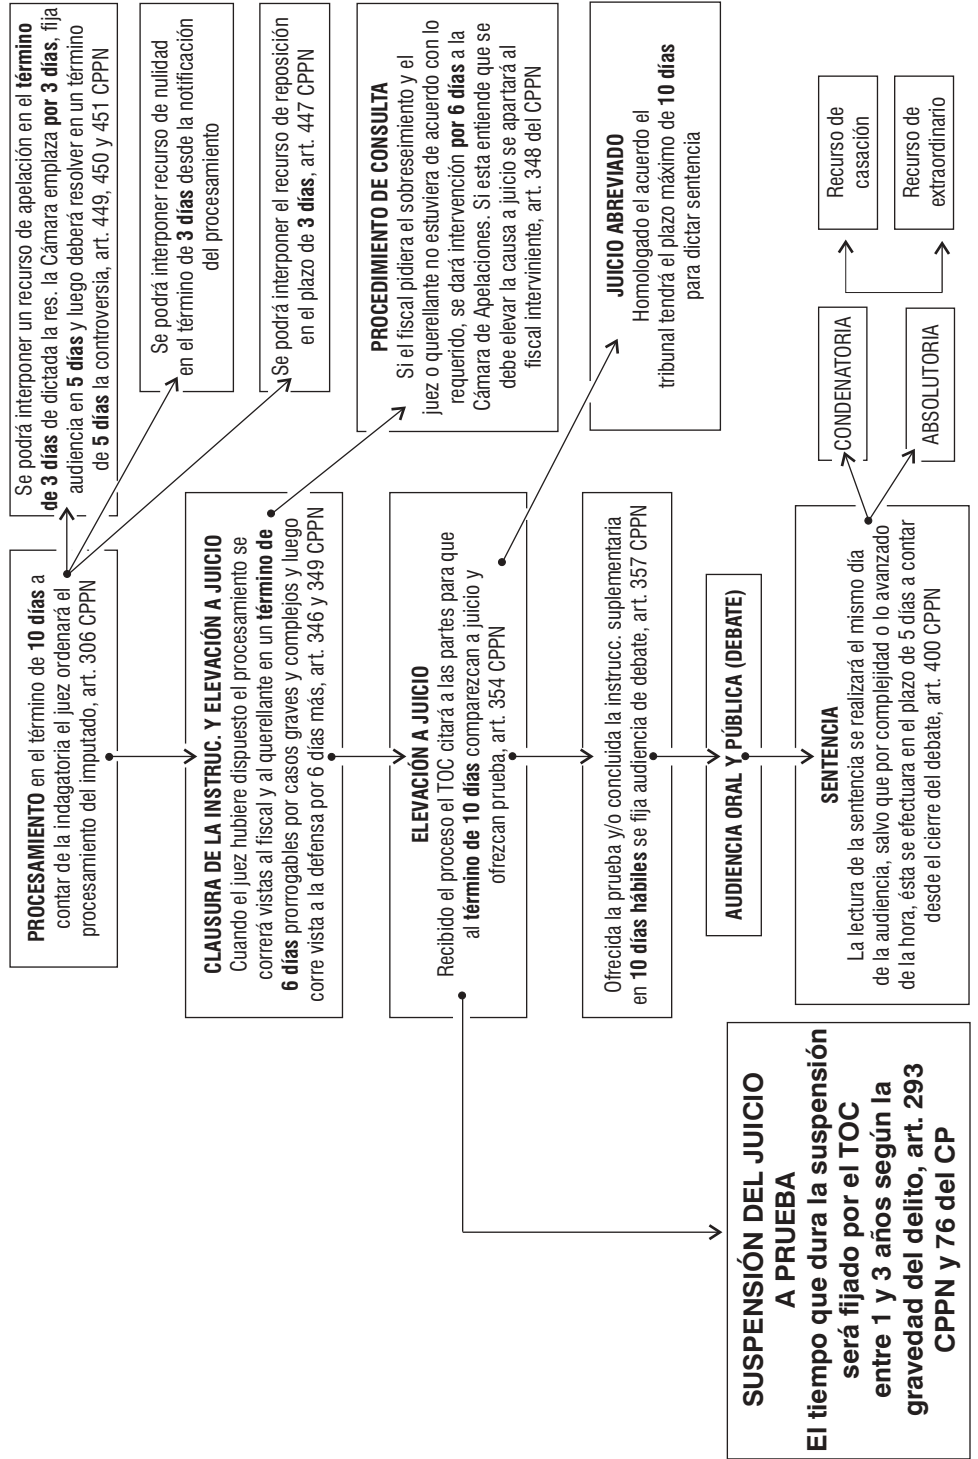 PROCESAMIENTO en el término de 10 días a
contar de la indagatoria el juez ordenará el
procesamiento del imputado, art. 306 CPPN
Se podrá interponer un recurso de apelación en el término
de 3 días de dictada la res. la Cámara emplaza por 3 días, fija
audiencia en 5 días y luego deberá resolver en un término
de 5 días la controversia, art. 449, 450 y 451 CPPN
Se podrá interponer recurso de nulidad
en el término de 3 días desde la notificación
del procesamiento
Se podrá interponer el recurso de reposición
en el plazo de 3 días, art. 447 CPPN
CLAUSURA DE LA INSTRUC. Y ELEVACIÓN A JUICIO
Cuando el juez hubiere dispuesto el procesamiento se
correrá vistas al fiscal y al querellante en un término de
6 días prorrogables por casos graves y complejos y luego
corre vista a la defensa por 6 días más, art. 346 y 349 CPPN
PROCEDIMIENTO DE CONSULTA
Si el fiscal pidiera el sobreseimiento y el
juez o querellante no estuviera de acuerdo con lo
requerido, se dará intervención por 6 días a la
Cámara de Apelaciones. Si esta entiende que se
debe elevar la causa a juicio se apartará al
fiscal interviniente, art. 348 del CPPN
ELEVACIÓN A JUICIO
Recibido el proceso el TOC citará a las partes para que
al término de 10 días comparezcan a juicio y
ofrezcan prueba, art. 354 CPPN
JUICIO ABREVIADO
Homologado el acuerdo el
tribunal tendrá el plazo máximo de 10 días
para dictar sentencia
Ofrecida la prueba y/o concluida la instrucc. suplementaria
en 10 días hábiles se fija audiencia de debate, art. 357 CPPN
AUDIENCIA ORAL Y PÚBLICA (DEBATE)
SUSPENSIÓN DEL JUICIO
A PRUEBA
El tiempo que dura la suspensión
será fijado por el TOC
entre 1 y 3 años según la
gravedad del delito, art. 293
CPPN y 76 del CP
SENTENCIA
La lectura de la sentencia se realizará el mismo día
de la audiencia, salvo que por complejidad o lo avanzado
de la hora, ésta se efectuara en el plazo de 5 días a contar
desde el cierre del debate, art. 400 CPPN
CONDENATORIA
ABSOLUTORIA
Recurso de
casación
Recurso de
extraordinario